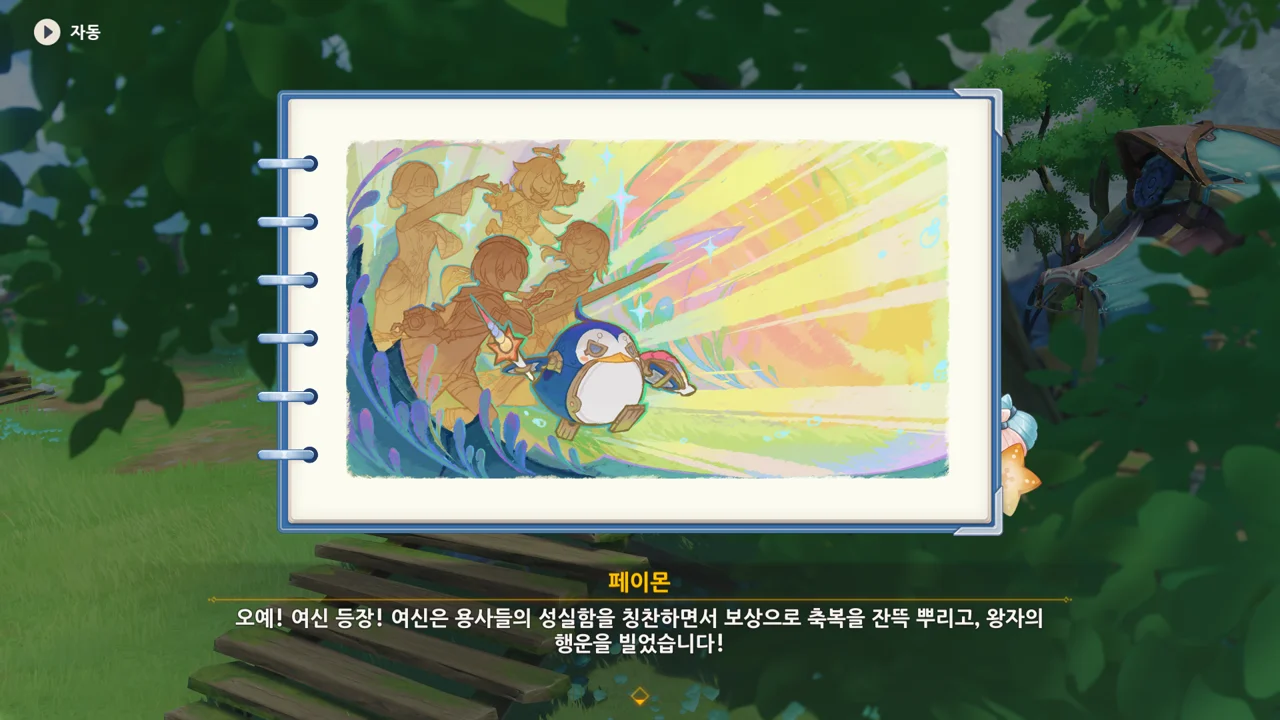 자동
페이몬
오예! 여신 등장! 여신은 용사들의 성실함을 칭찬하면서 보상으로 축복을 잔뜩 뿌리고, 왕자의
행운을 빌었습니다!